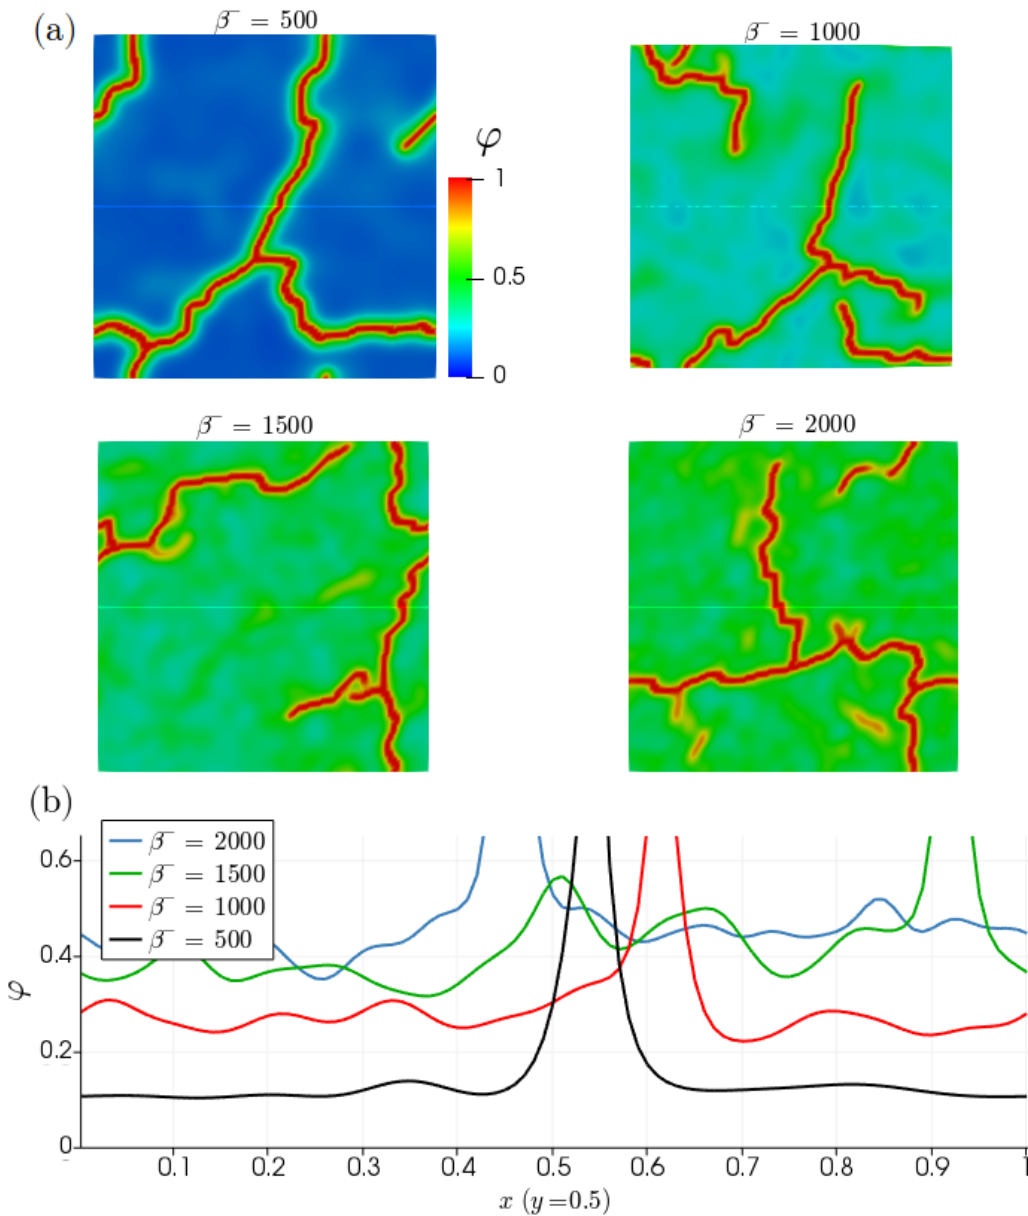 (a)
β⁻ = 500
β⁻ = 1000
φ
1
0.5
0
β⁻ = 1500
β⁻ = 2000
(b)
β⁻ = 2000
β⁻ = 1500
β⁻ = 1000
β⁻ = 500
0.6
0.4
φ
0.2
0
0.1 0.2 0.3 0.4 0.5 0.6 0.7 0.8 0.9 1
x (y=0.5)